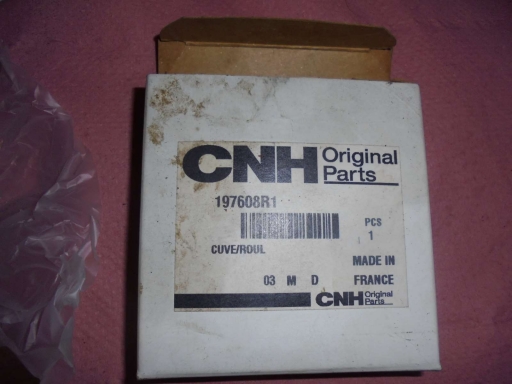 CNH Original Parts
197608R1
PCS
1
CUVE/ROUL
MADE IN
03 M D FRANCE
CNH Original Parts